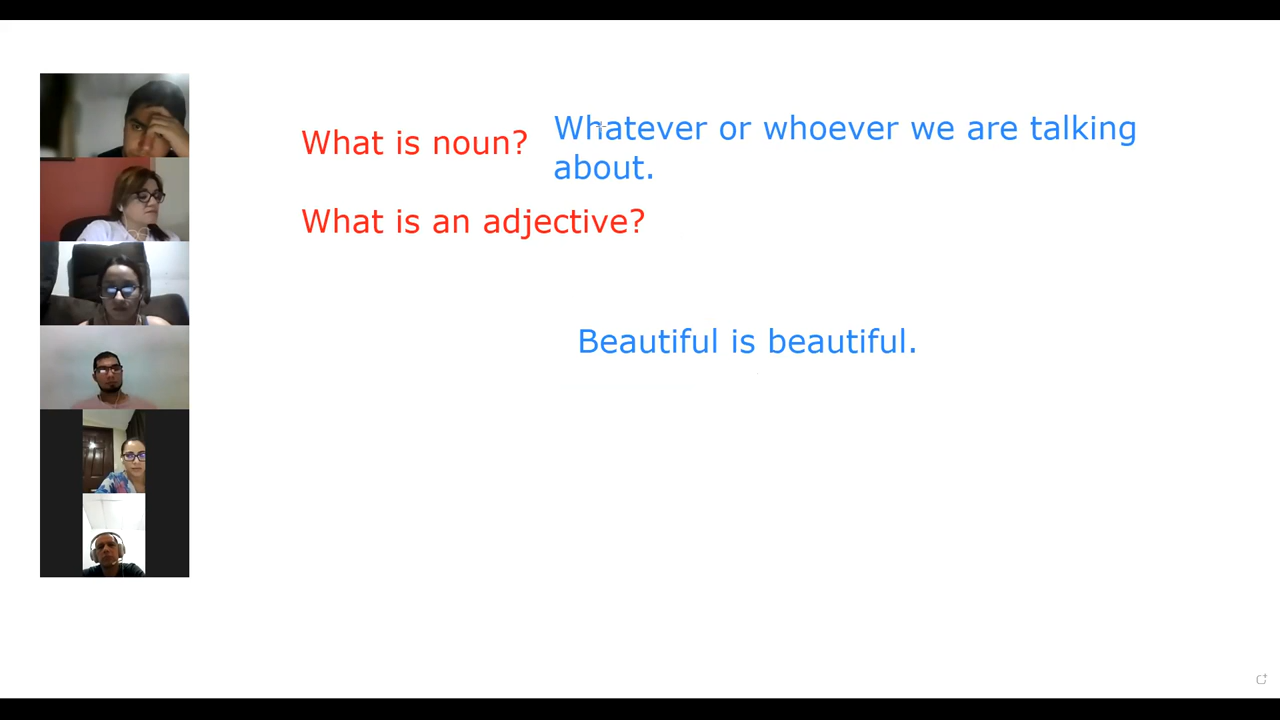 What is noun?
Whatever or whoever we are talking
about.
What is an adjective?
Beautiful is beautiful.